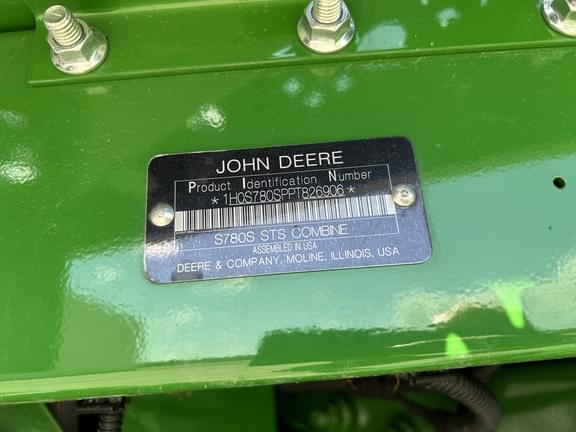 JOHN DEERE
Product Identification Number
*1H0S780SPPT826906*
S780S STS COMBINE
ASSEMBLED IN USA
DEERE & COMPANY, MOLINE, ILLINOIS, USA